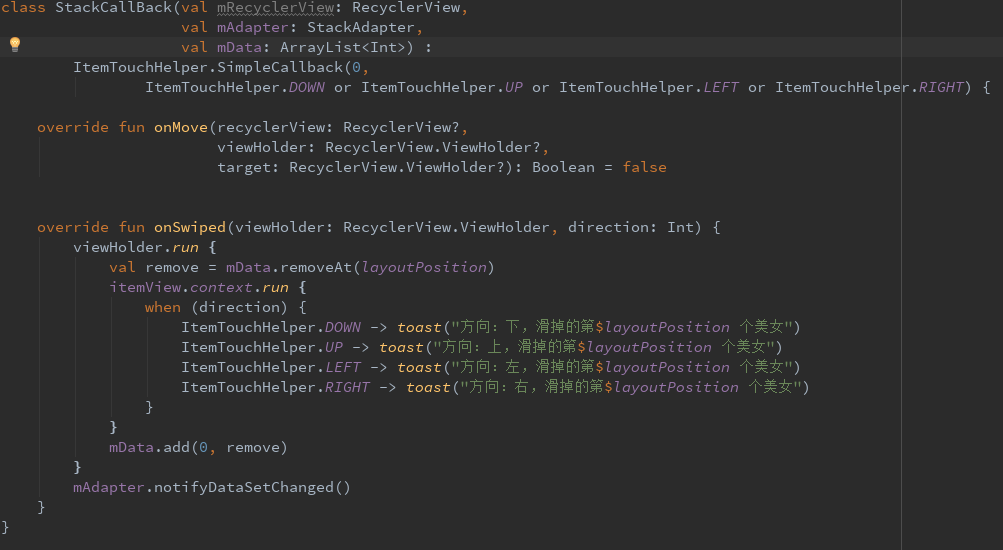 class StackCallBack(val mRecyclerView: RecyclerView,
                    val mAdapter: StackAdapter,
                    val mData: ArrayList<Int>) :
        ItemTouchHelper.SimpleCallback(0,
                ItemTouchHelper.DOWN or ItemTouchHelper.UP or ItemTouchHelper.LEFT or ItemTouchHelper.RIGHT) {
    override fun onMove(recyclerView: RecyclerView?,
                        viewHolder: RecyclerView.ViewHolder?,
                        target: RecyclerView.ViewHolder?): Boolean = false
    override fun onSwiped(viewHolder: RecyclerView.ViewHolder, direction: Int) {
        viewHolder.run {
            val remove = mData.removeAt(layoutPosition)
            itemView.context.run {
                when (direction) {
                    ItemTouchHelper.DOWN -> toast("方向：下，滑掉的第$layoutPosition 个美女")
                    ItemTouchHelper.UP -> toast("方向：上，滑掉的第$layoutPosition 个美女")
                    ItemTouchHelper.LEFT -> toast("方向：左，滑掉的第$layoutPosition 个美女")
                    ItemTouchHelper.RIGHT -> toast("方向：右，滑掉的第$layoutPosition 个美女")
                }
            }
            mData.add(0, remove)
        }
        mAdapter.notifyDataSetChanged()
    }
}